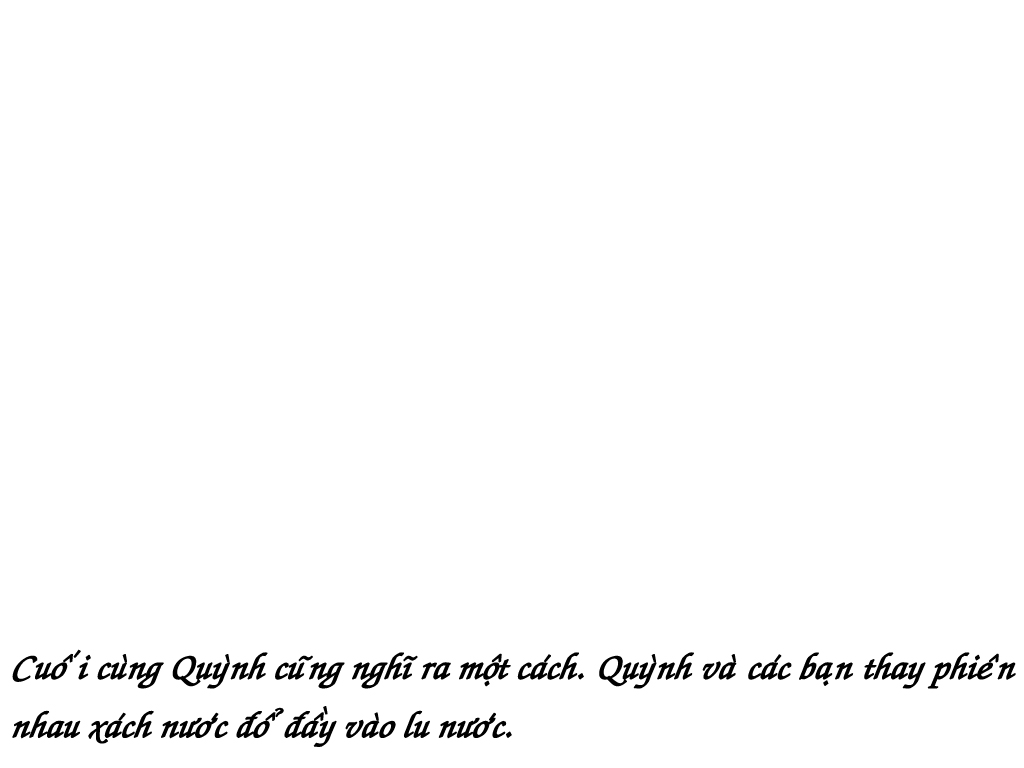 Cuối cùng Quỳnh cũng nghĩ ra một cách. Quỳnh và các bạn thay phiên
nhau xách nước đổ đầy vào lu nước.